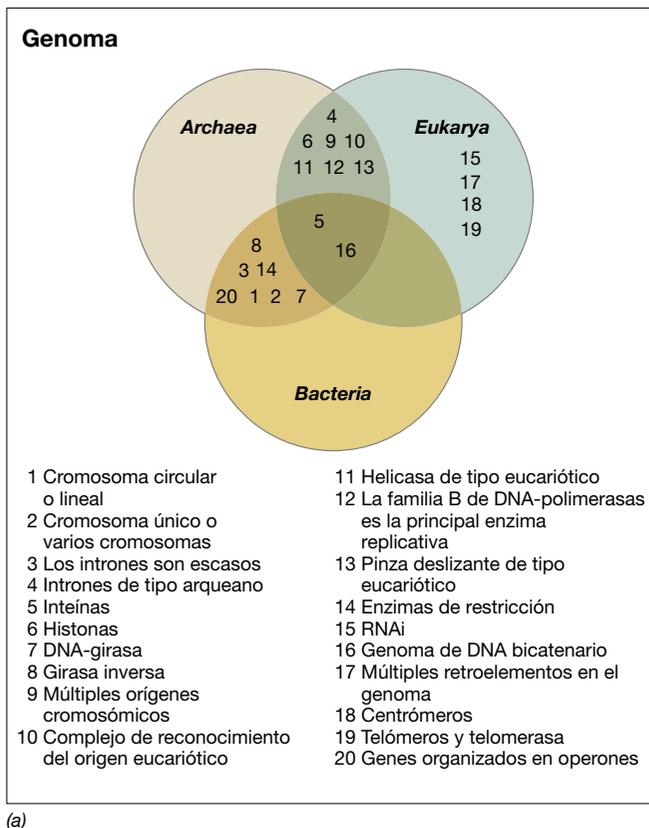 Genoma
Archaea
Eukarya
4
6 9 10
11 12 13
15
17
18
19
5
16
8
3 14
20 1 2 7
Bacteria
1 Cromosoma circular
o lineal
2 Cromosoma único o
varios cromosomas
3 Los intrones son escasos
4 Intrones de tipo arqueano
5 Inteínas
6 Histonas
7 DNA-girasa
8 Girasa inversa
9 Múltiples orígenes
cromosómicos
10 Complejo de reconocimiento
del origen eucariótico
11 Helicasa de tipo eucariótico
12 La familia B de DNA-polimerasas
es la principal enzima
replicativa
13 Pinza deslizante de tipo
eucariótico
14 Enzimas de restricción
15 RNAi
16 Genoma de DNA bicatenario
17 Múltiples retroelementos en el
genoma
18 Centrómeros
19 Telómeros y telomerasa
20 Genes organizados en operones
(a)